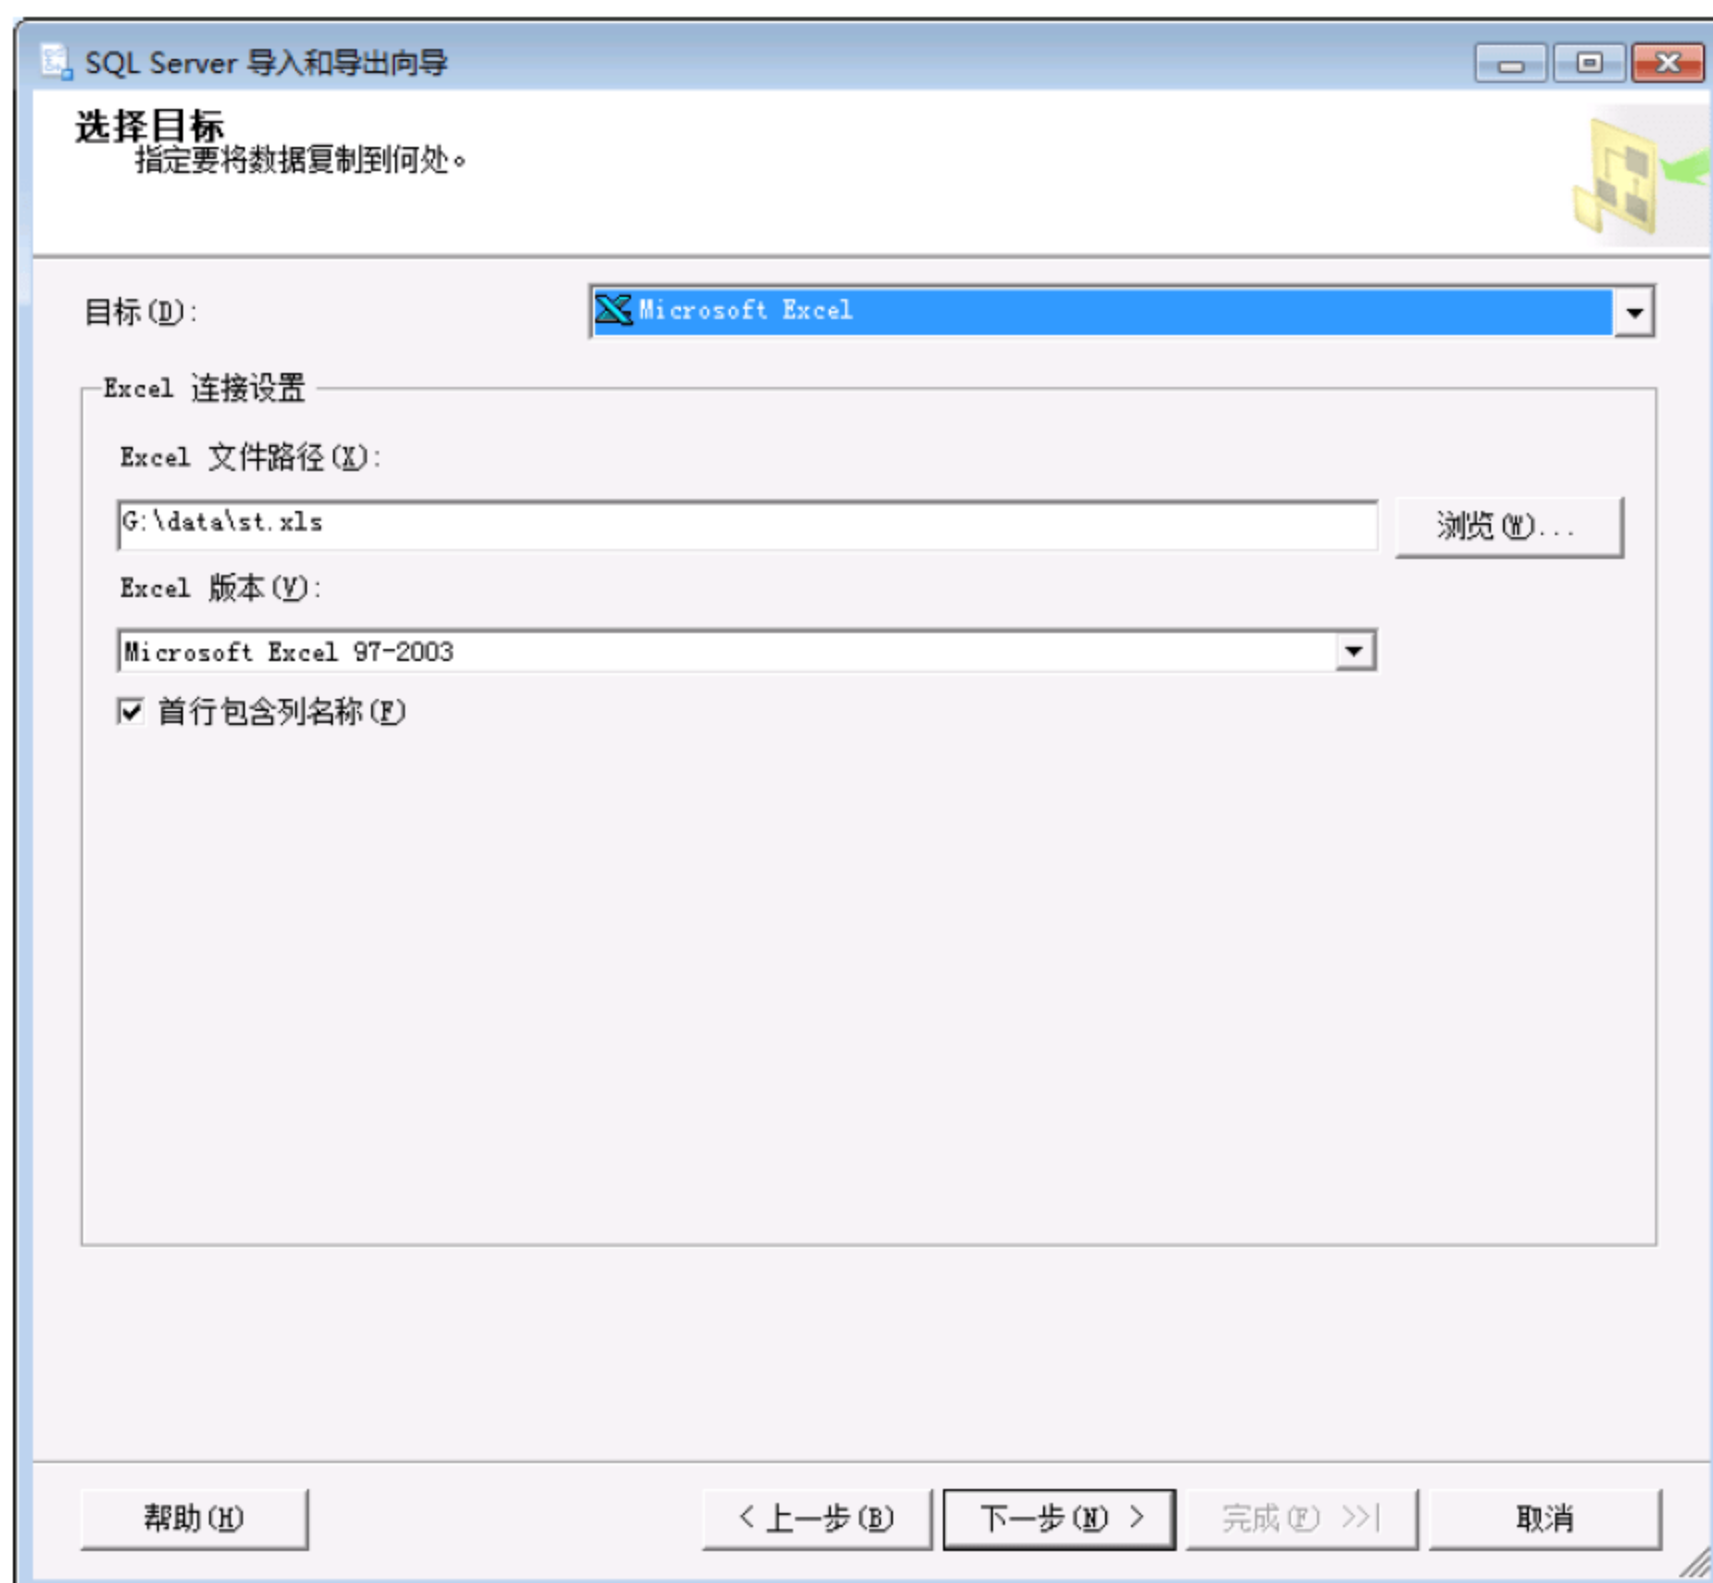 SQL Server 导入和导出向导
选择目标
指定要将数据复制到何处。
目标(D):
Microsoft Excel
Excel 连接设置
Excel 文件路径(X):
G:\data\st.xls
浏览(W)...
Excel 版本(V):
Microsoft Excel 97-2003
首行包含列名称(F)
帮助(H)
< 上一步(B)
下一步(N) >
完成(F) >>|
取消